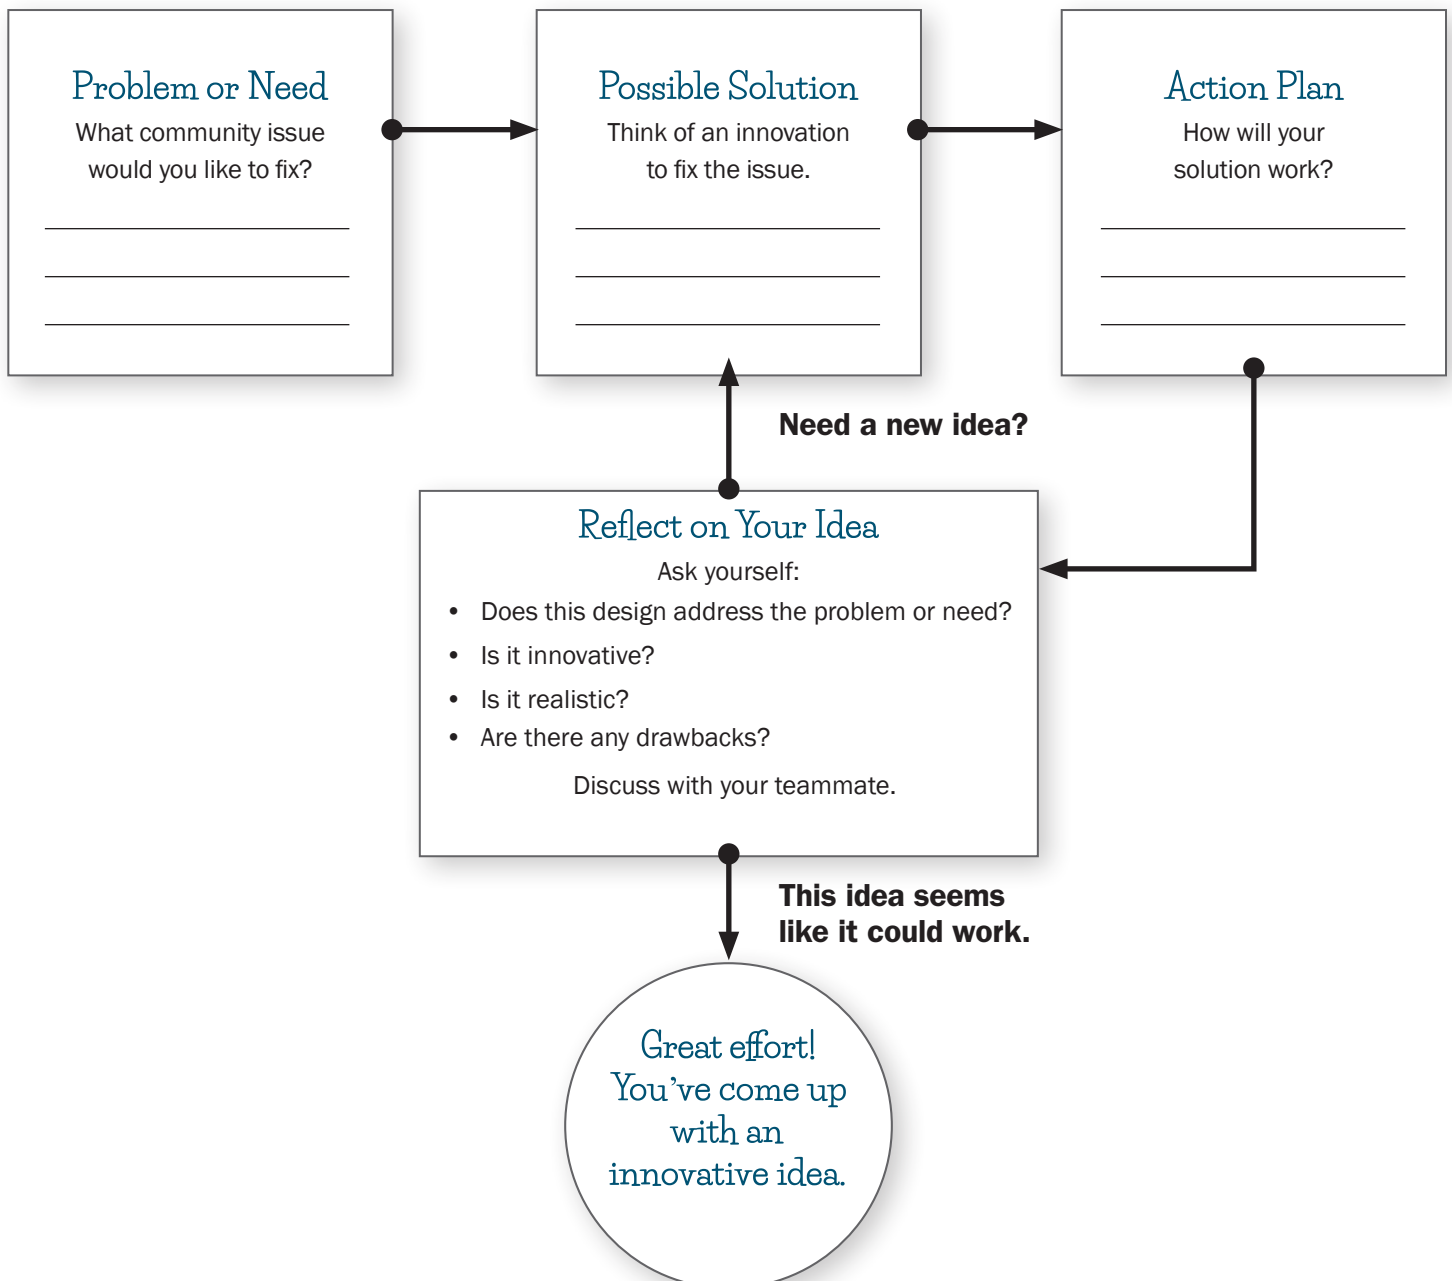 Problem or Need
What community issue
would you like to fix?
Possible Solution
Think of an innovation
to fix the issue.
Action Plan
How will your
solution work?
Need a new idea?
Reflect on Your Idea
Ask yourself:
• Does this design address the problem or need?
• Is it innovative?
• Is it realistic?
• Are there any drawbacks?
Discuss with your teammate.
This idea seems
like it could work.
Great effort!
You’ve come up
with an
innovative idea.